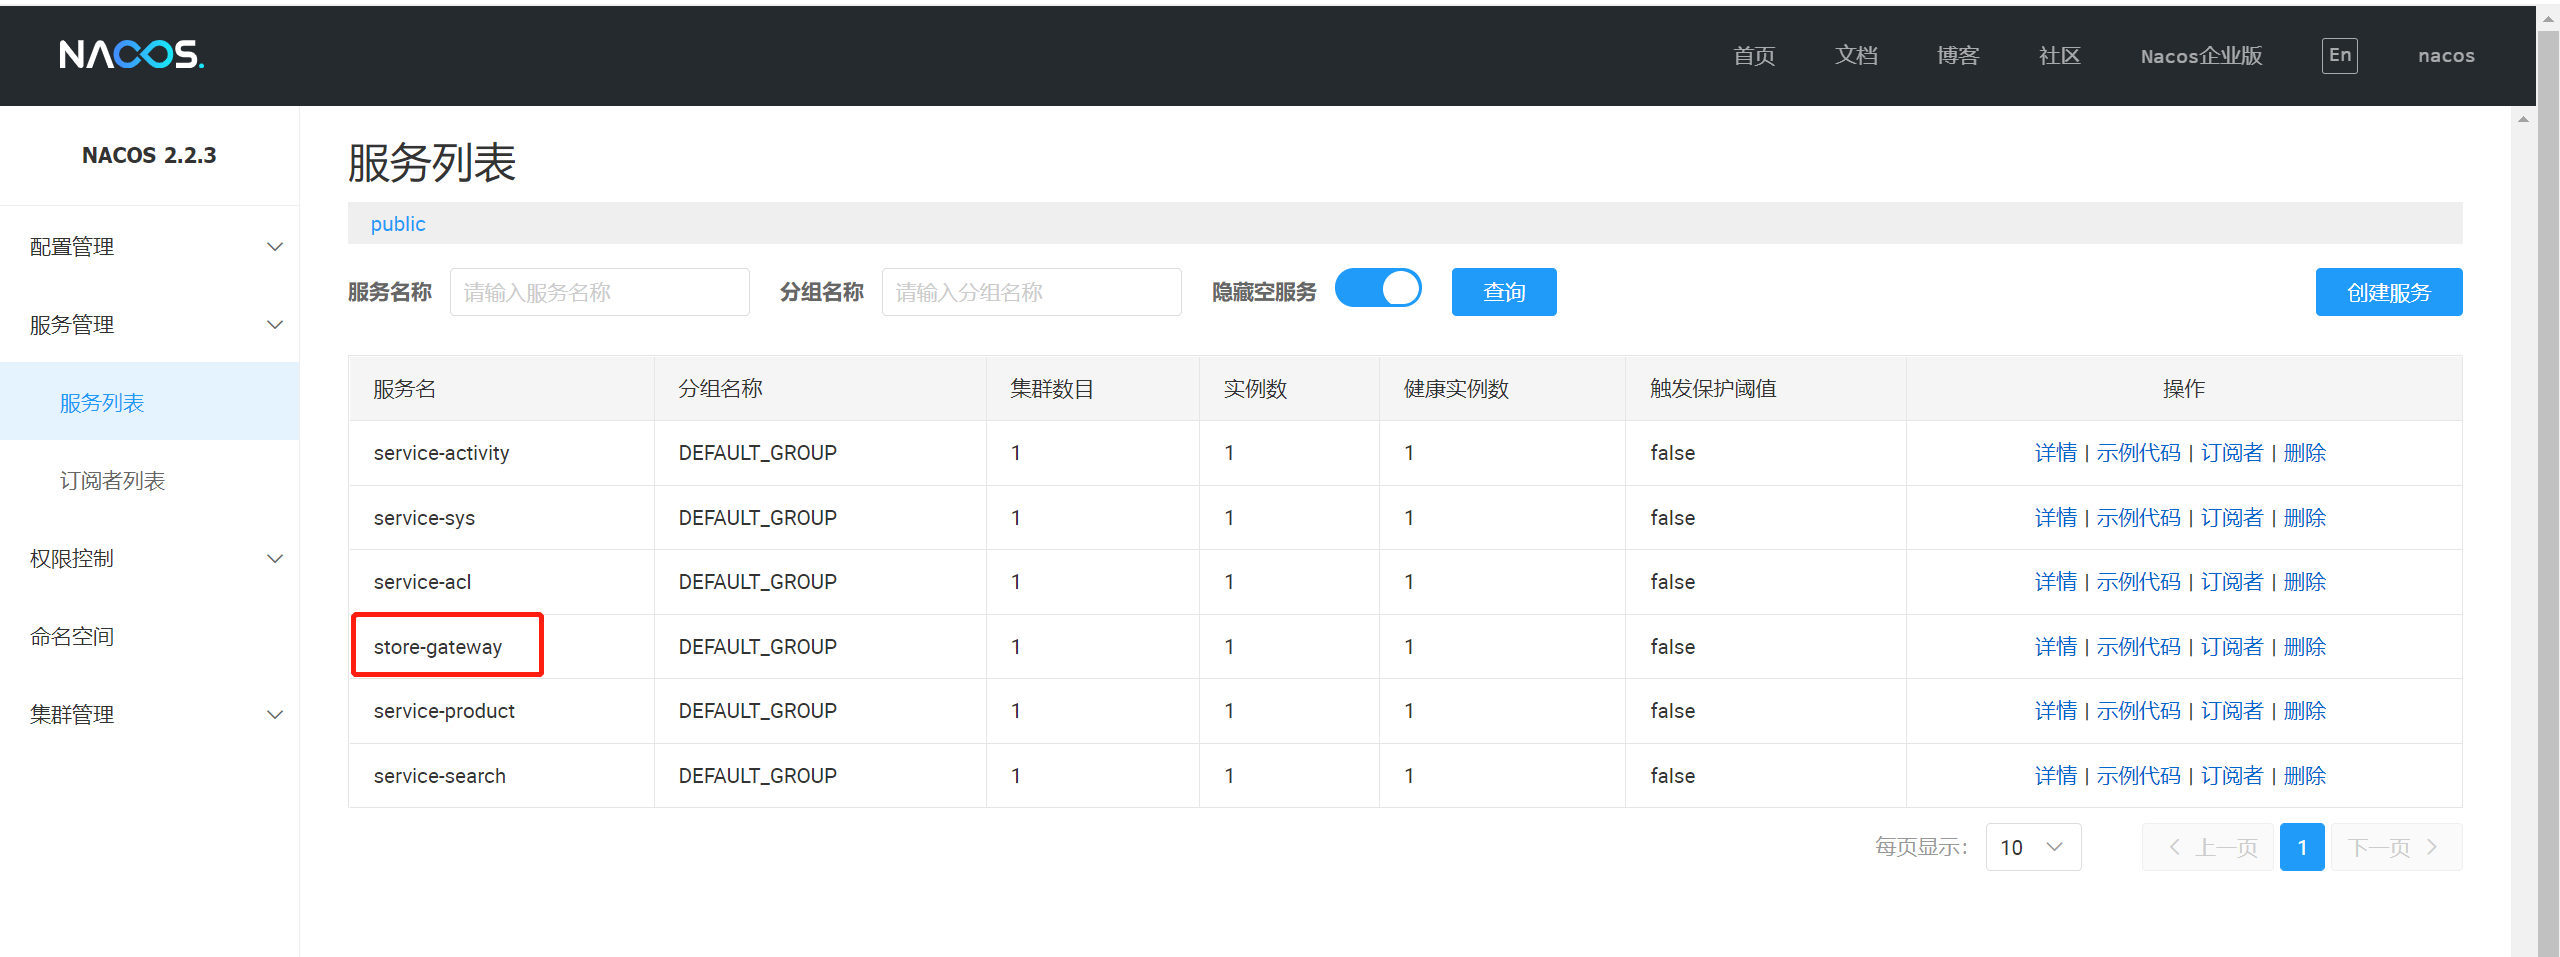 NACOS.
首页 文档 博客 社区 Nacos企业版 En nacos
NACOS 2.2.3
配置管理
服务管理
服务列表
订阅者列表
权限控制
命名空间
集群管理
服务列表
public
服务名称 请输入服务名称 分组名称 请输入分组名称 隐藏空服务 查询 创建服务
服务名 分组名称 集群数目 实例数 健康实例数 触发保护阈值 操作
service-activity DEFAULT_GROUP 1 1 1 false 详情 | 示例代码 | 订阅者 | 删除
service-sys DEFAULT_GROUP 1 1 1 false 详情 | 示例代码 | 订阅者 | 删除
service-acl DEFAULT_GROUP 1 1 1 false 详情 | 示例代码 | 订阅者 | 删除
store-gateway DEFAULT_GROUP 1 1 1 false 详情 | 示例代码 | 订阅者 | 删除
service-product DEFAULT_GROUP 1 1 1 false 详情 | 示例代码 | 订阅者 | 删除
service-search DEFAULT_GROUP 1 1 1 false 详情 | 示例代码 | 订阅者 | 删除
每页显示： 10 上一页 1 下一页